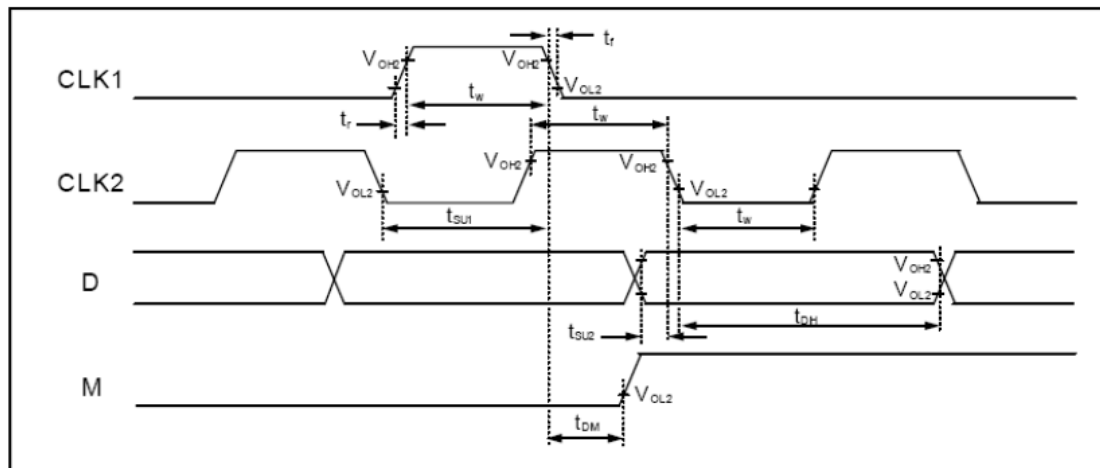 tf
VOH2 VOH2
CLK1
tw VOL2
tr tw
VOH2 VOH2
CLK2 VOL2 VOL2
tSU1 tw
VOH2
D
VOL2
tSU2 tDH
M VOL2
tDM